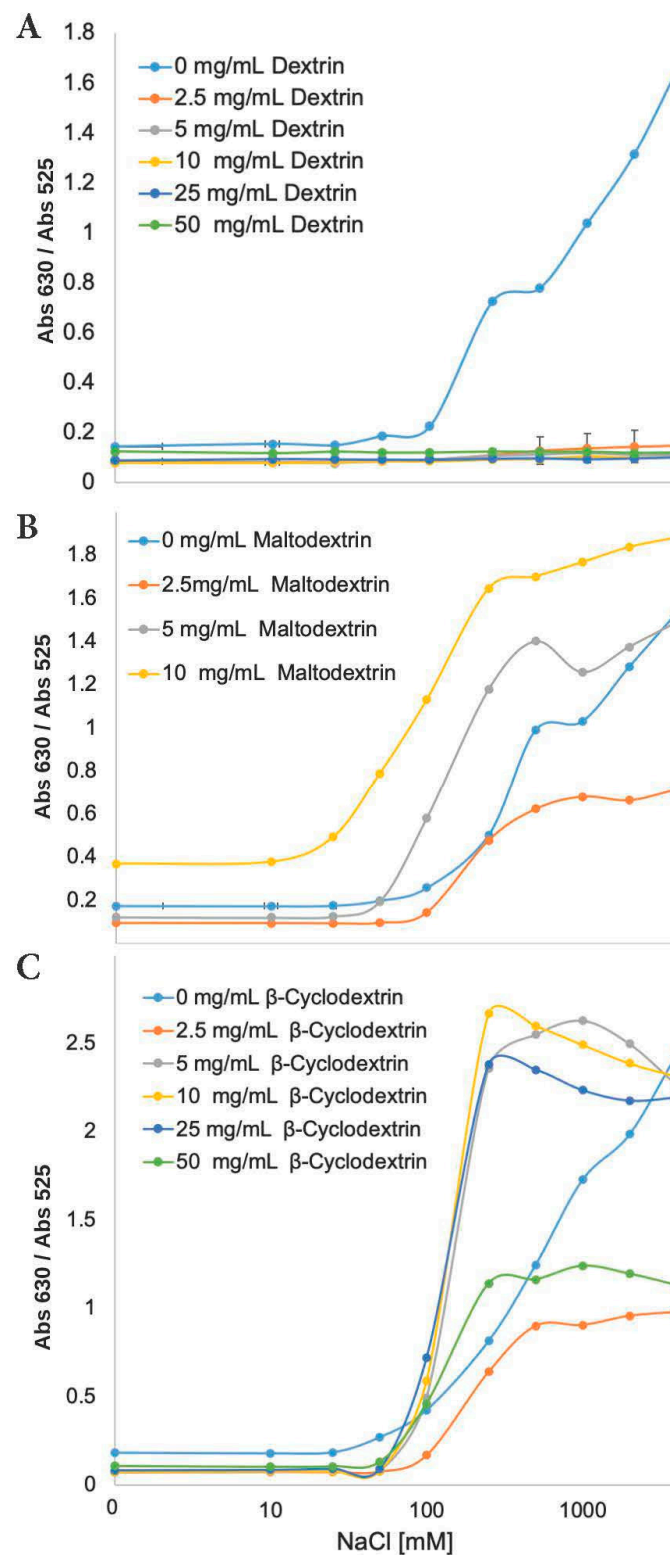 A
1.8
1.6
1.4
1.2
1
0.8
0.6
0.4
0.2
0
Abs 630 / Abs 525
0 mg/mL Dextrin
2.5 mg/mL Dextrin
5 mg/mL Dextrin
10 mg/mL Dextrin
25 mg/mL Dextrin
50 mg/mL Dextrin
B
1.8
1.6
1.4
1.2
1
0.8
0.6
0.4
0.2
Abs 630 / Abs 525
0 mg/mL Maltodextrin
2.5mg/mL Maltodextrin
5 mg/mL Maltodextrin
10 mg/mL Maltodextrin
C
2.5
2
1.5
1
0.5
0
Abs 630 / Abs 525
0 mg/mL β-Cyclodextrin
2.5 mg/mL β-Cyclodextrin
5 mg/mL β-Cyclodextrin
10 mg/mL β-Cyclodextrin
25 mg/mL β-Cyclodextrin
50 mg/mL β-Cyclodextrin
0 10 100 1000
NaCl [mM]